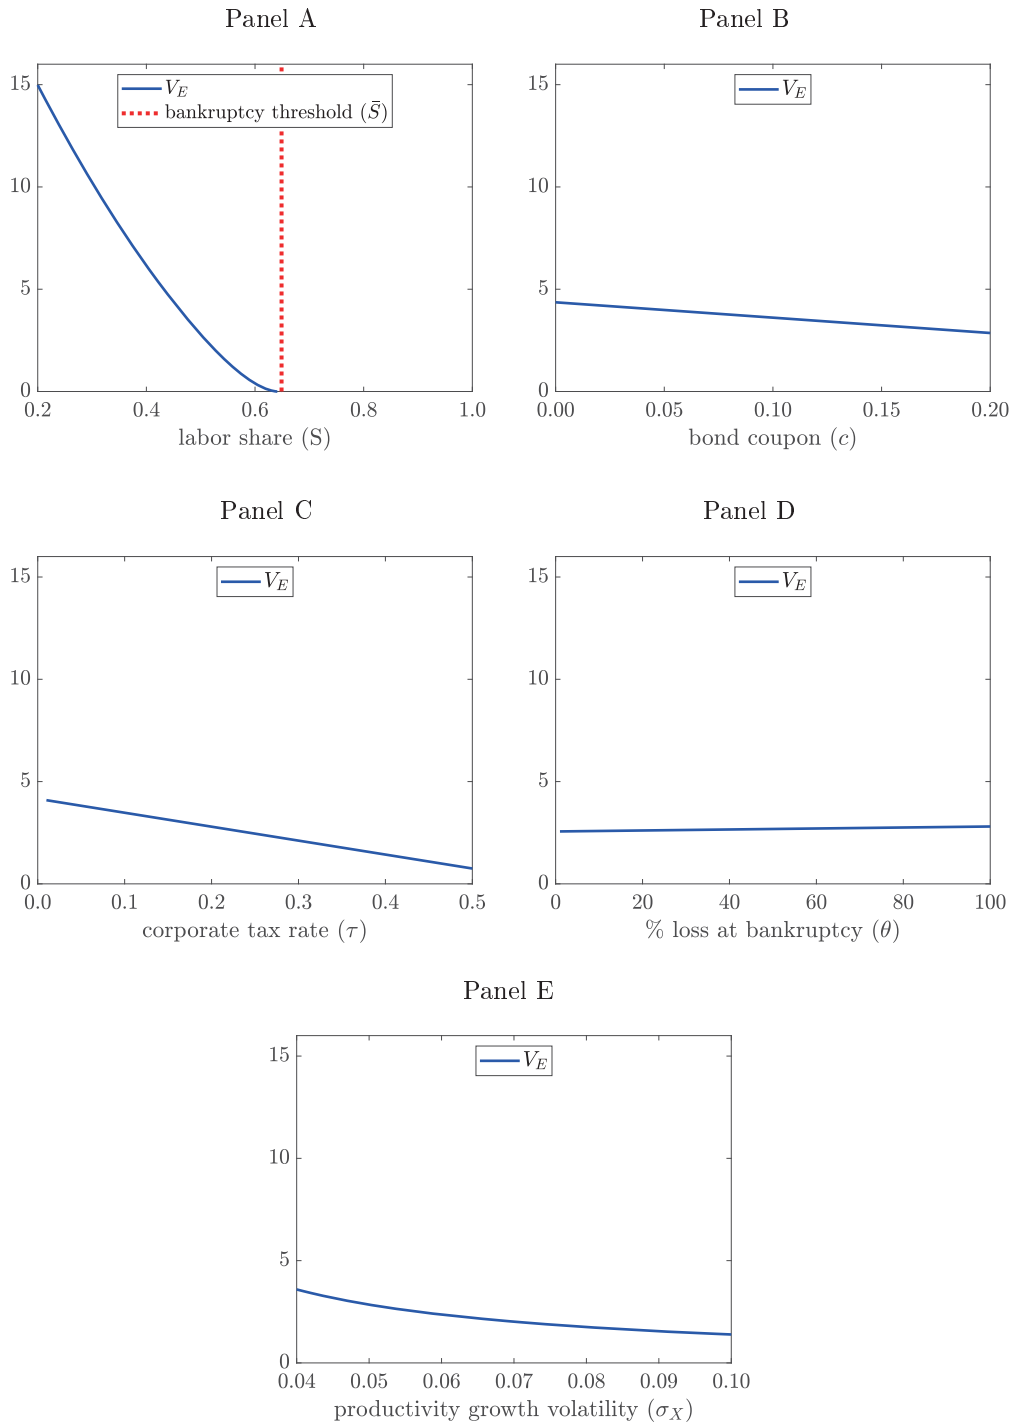 Panel A
15
10
5
0
V_E
bankruptcy threshold (S̄)
0.2 0.4 0.6 0.8 1.0
labor share (S)
Panel B
15
10
5
0
V_E
0.00 0.05 0.10 0.15 0.20
bond coupon (c)
Panel C
15
10
5
0
V_E
0.0 0.1 0.2 0.3 0.4 0.5
corporate tax rate (τ)
Panel D
15
10
5
0
V_E
0 20 40 60 80 100
% loss at bankruptcy (θ)
Panel E
15
10
5
0
V_E
0.04 0.05 0.06 0.07 0.08 0.09 0.10
productivity growth volatility (σ_X)